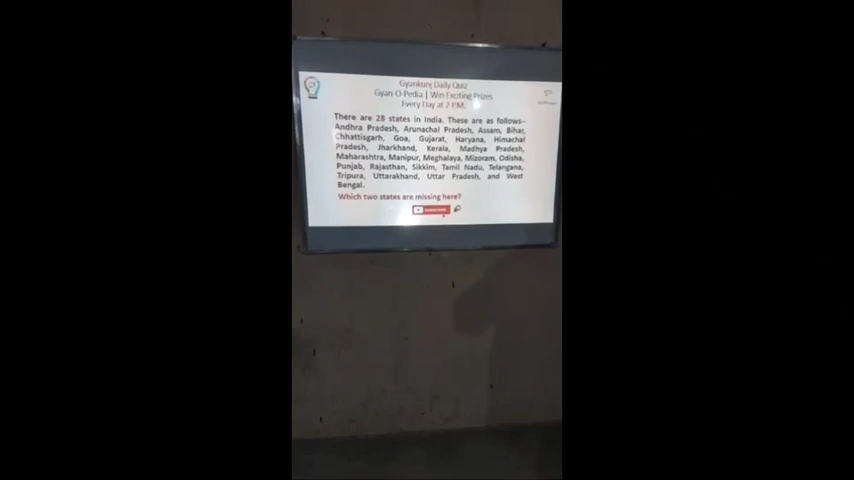 Gyankunj Daily Quiz
Gyan-O-Pedia | Win Exciting Prizes
Every Day at 2 P.M.
There are 28 states in India. These are as follows-
Andhra Pradesh, Arunachal Pradesh, Assam, Bihar,
Chhattisgarh, Goa, Gujarat, Haryana, Himachal
Pradesh, Jharkhand, Kerala, Madhya Pradesh,
Maharashtra, Manipur, Meghalaya, Mizoram, Odisha,
Punjab, Rajasthan, Sikkim, Tamil Nadu, Telangana,
Tripura, Uttarakhand, Uttar Pradesh, and West
Bengal.
Which two states are missing here?
SUBSCRIBE